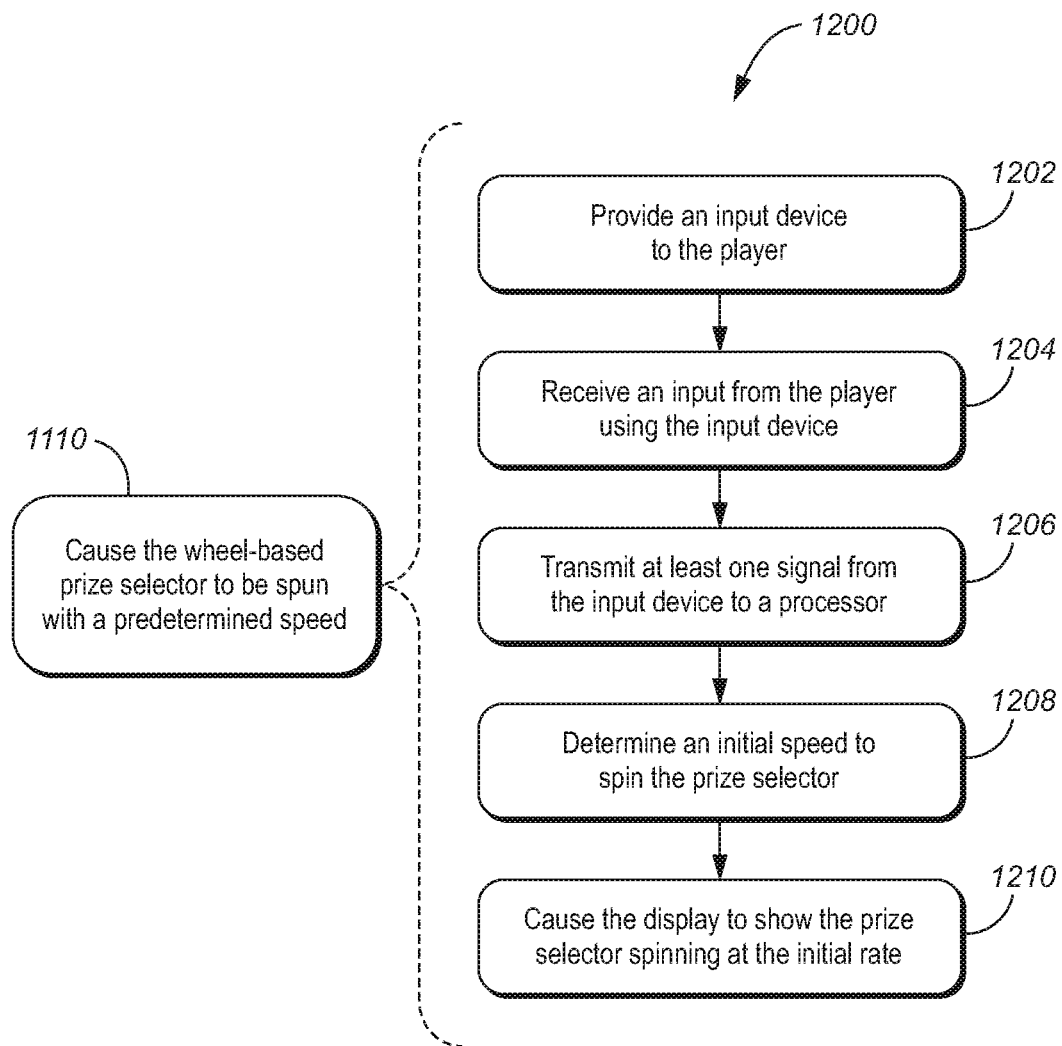 1200
1202
Provide an input device
to the player
1204
Receive an input from the player
using the input device
1110
Cause the wheel-based
prize selector to be spun
with a predetermined speed
1206
Transmit at least one signal from
the input device to a processor
1208
Determine an initial speed to
spin the prize selector
1210
Cause the display to show the prize
selector spinning at the initial rate